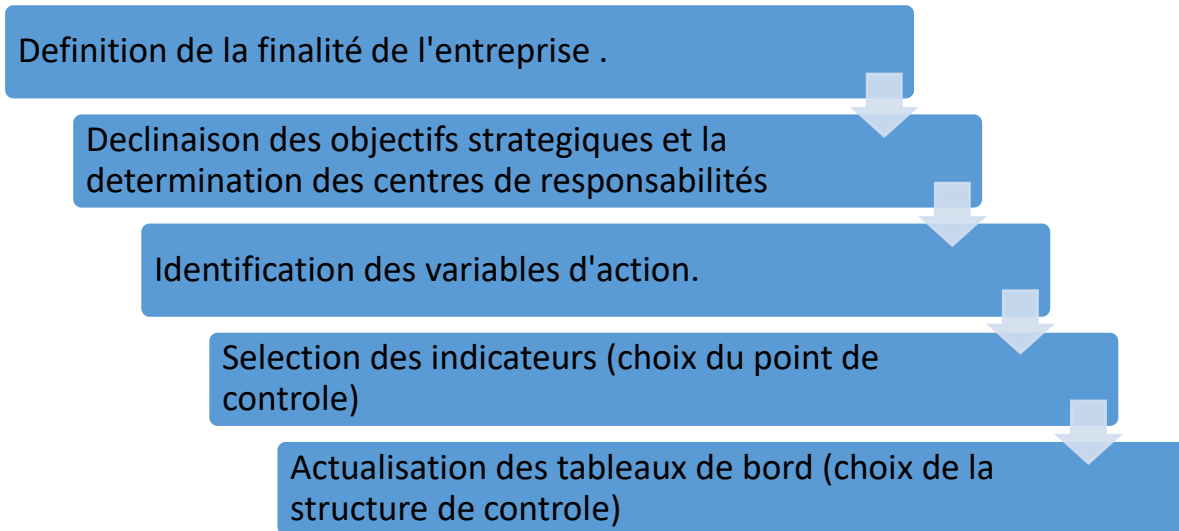 Definition de la finalité de l'entreprise .
Declinaison des objectifs strategiques et la
determination des centres de responsabilités
Identification des variables d'action.
Selection des indicateurs (choix du point de
controle)
Actualisation des tableaux de bord (choix de la
structure de controle)